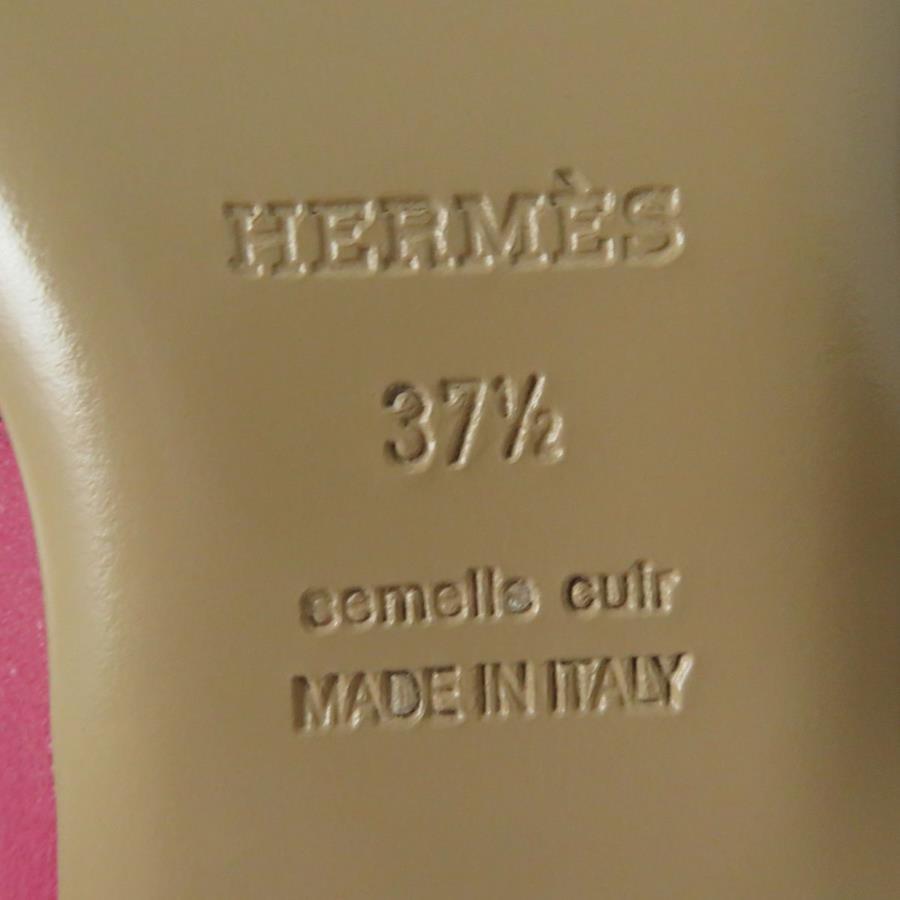 HERMÈS
37½
semelle cuir
MADE IN ITALY